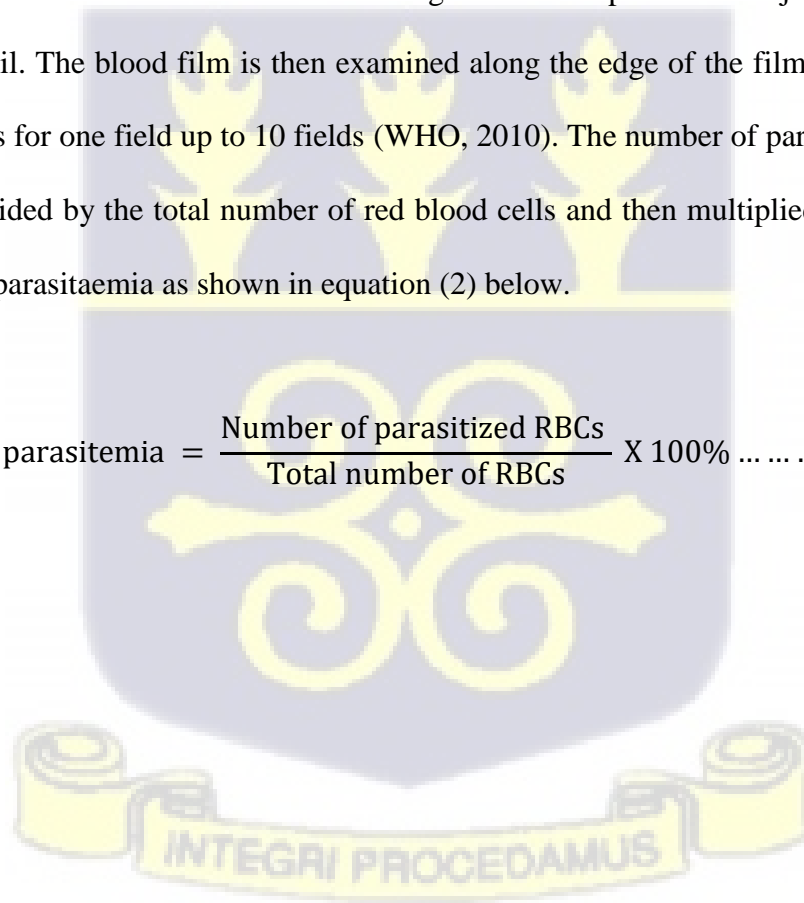 il. The blood film is then examined along the edge of the film
s for one field up to 10 fields (WHO, 2010). The number of par
ided by the total number of red blood cells and then multiplied
parasitaemia as shown in equation (2) below.
parasitemia = Number of parasitized RBCs / Total number of RBCs X 100% … … .
INTEGRI PROCEDAMUS